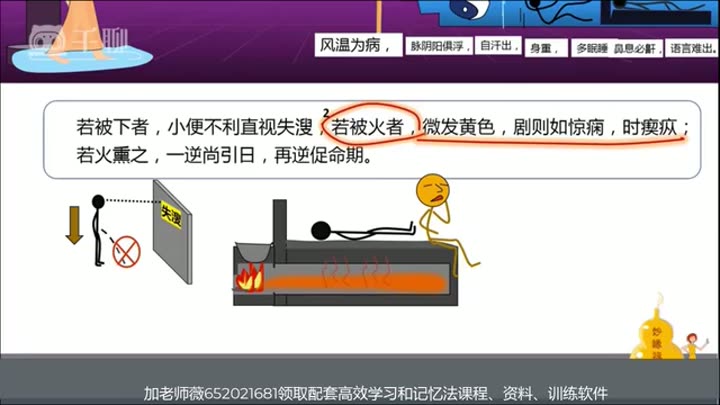 千聊
风温为病，
脉阴阳俱浮，
自汗出，
身重，
多眠睡
鼻息必鼾，
语言难出。
若被下者，小便不利直视失溲，2若被火者，微发黄色，剧则如惊痫，时瘈疭；
若火熏之，一逆尚引日，再逆促命期。
失溲
加老师薇652021681领取配套高效学习和记忆法课程、资料、训练软件